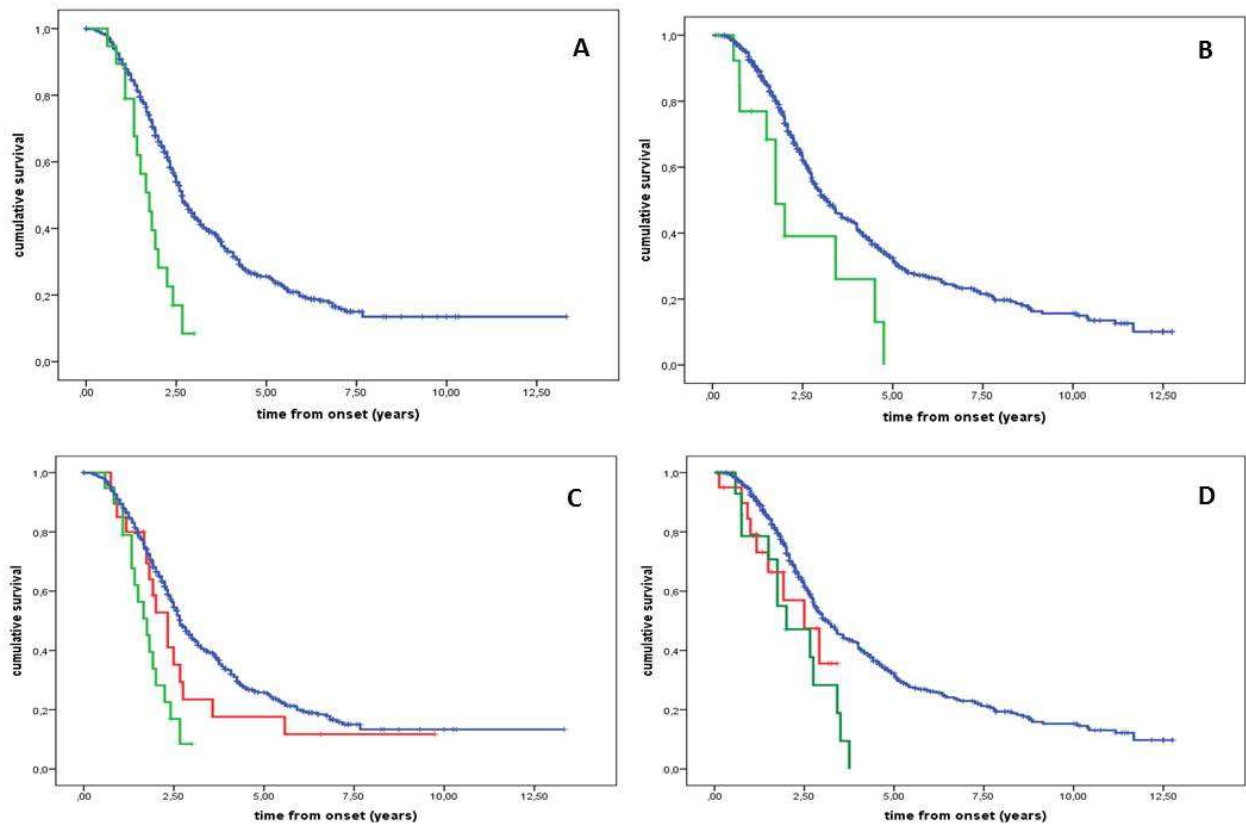 A
1,0
0,8
0,6
0,4
0,2
0,0
cumulative survival
,00 2,50 5,00 7,50 10,00 12,50
time from onset (years)
B
1,0
0,8
0,6
0,4
0,2
0,0
cumulative survival
,00 2,50 5,00 7,50 10,00 12,50
time from onset (years)
C
1,0
0,8
0,6
0,4
0,2
0,0
cumulative survival
,00 2,50 5,00 7,50 10,00 12,50
time from onset (years)
D
1,0
0,8
0,6
0,4
0,2
0,0
cumulative survival
,00 2,50 5,00 7,50 10,00 12,50
time from onset (years)